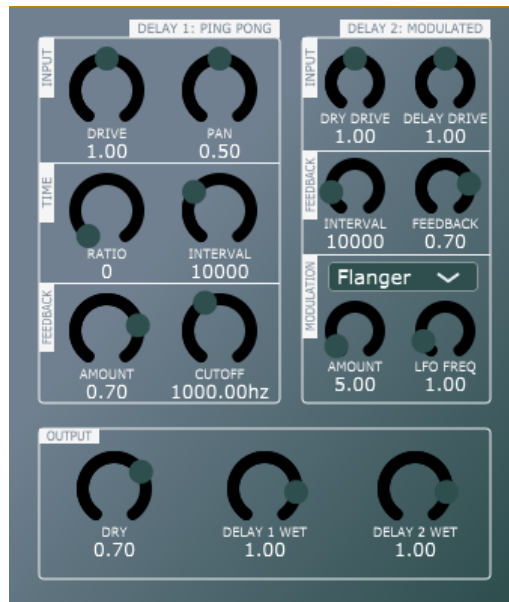 DELAY 1: PING PONG
INPUT
DRIVE PAN
1.00 0.50
TIME
RATIO INTERVAL
0 10000
FEEDBACK
AMOUNT CUTOFF
0.70 1000.00hz
DELAY 2: MODULATED
INPUT
DRY DRIVE DELAY DRIVE
1.00 1.00
FEEDBACK
INTERVAL FEEDBACK
10000 0.70
MODULATION
Flanger
AMOUNT LFO FREQ
5.00 1.00
OUTPUT
DRY DELAY 1 WET DELAY 2 WET
0.70 1.00 1.00